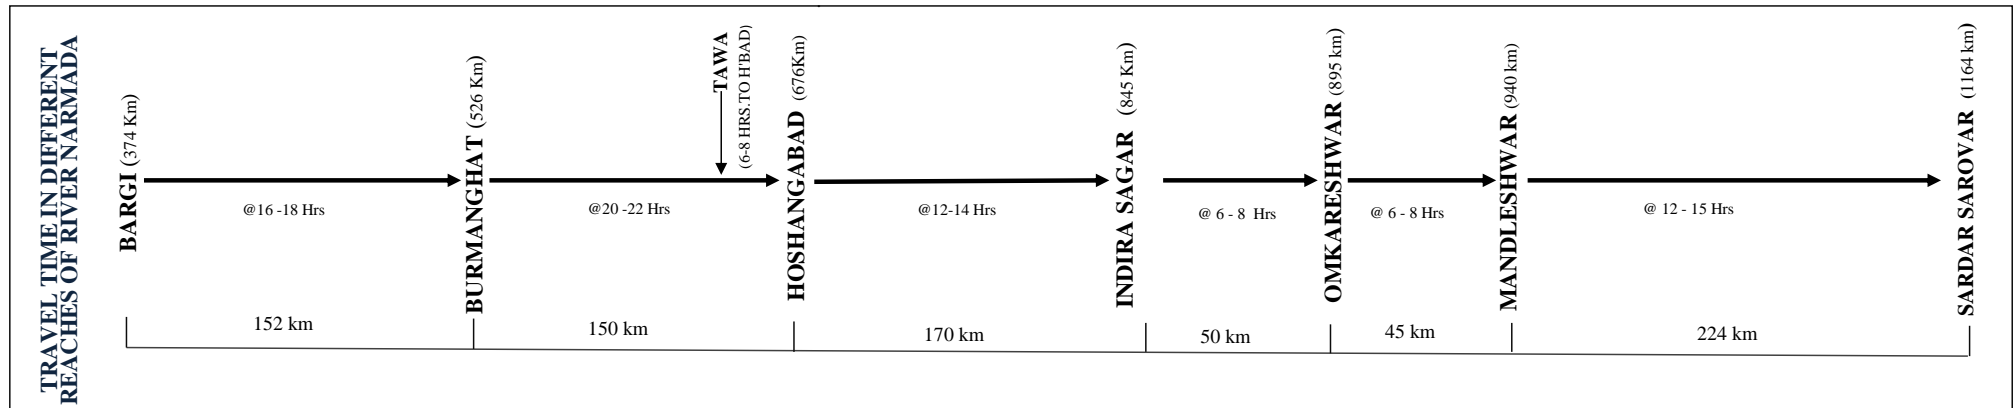 TRAVEL TIME IN DIFFERENT
REACHES OF RIVER NARMADA
BARGI (374 Km)
BURMANGHAT (526 Km)
TAWA
(6-8 HRS.TO H'BAD)
HOSHANGABAD (676Km)
INDIRA SAGAR (845 Km)
OMKARESHWAR (895 km)
MANDLESHWAR (940 km)
SARDAR SAROVAR (1164 km)
@16 -18 Hrs
@20 -22 Hrs
@12-14 Hrs
@ 6 - 8 Hrs
@ 6 - 8 Hrs
@ 12 - 15 Hrs
152 km
150 km
170 km
50 km
45 km
224 km